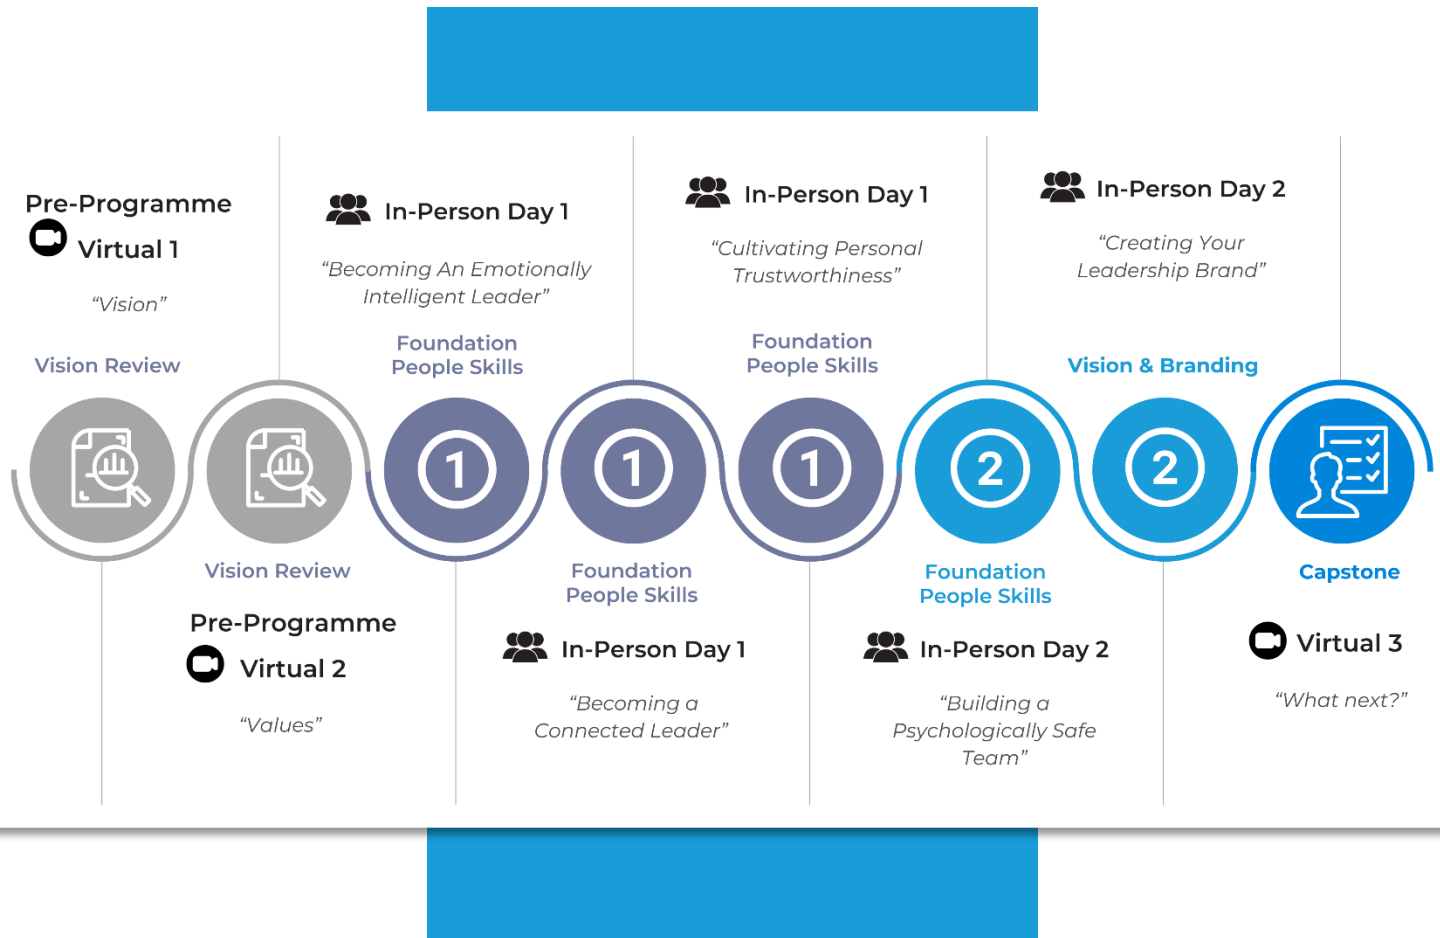 Pre-Programme
Virtual 1
“Vision”
Vision Review
Vision Review
Pre-Programme
Virtual 2
“Values”
In-Person Day 1
“Becoming An Emotionally
Intelligent Leader”
Foundation
People Skills
1
1
Foundation
People Skills
In-Person Day 1
“Becoming a
Connected Leader”
In-Person Day 1
“Cultivating Personal
Trustworthiness”
Foundation
People Skills
1
2
Foundation
People Skills
In-Person Day 2
“Building a
Psychologically Safe
Team”
In-Person Day 2
“Creating Your
Leadership Brand”
Vision & Branding
2
Capstone
Virtual 3
“What next?”